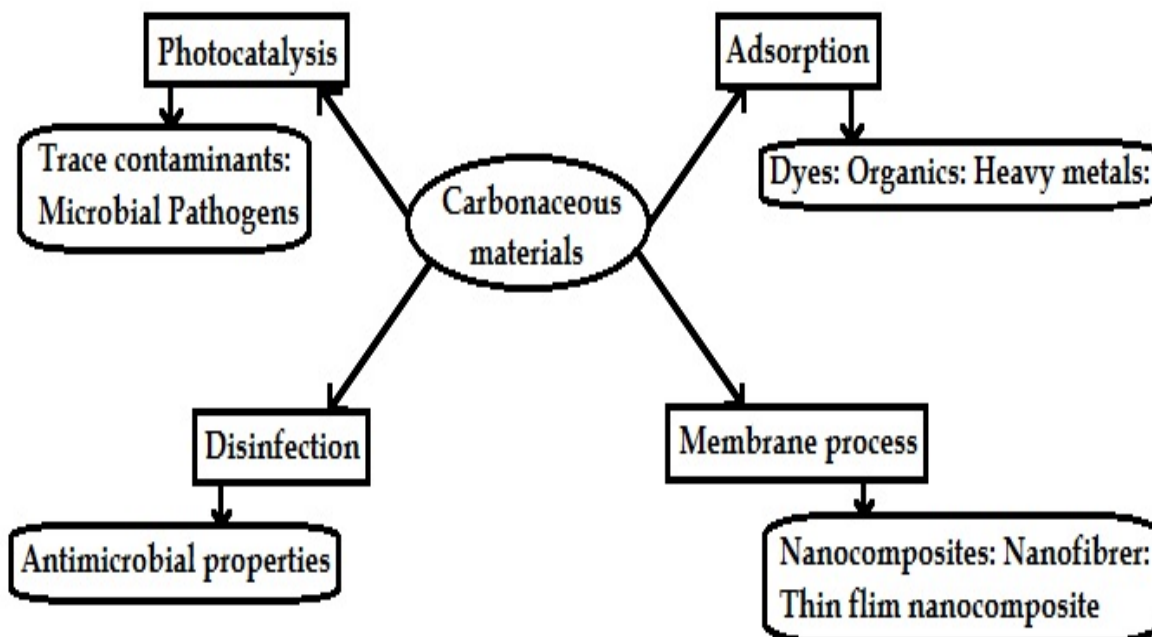 Photocatalysis
Adsorption
Trace contaminants:
Microbial Pathogens
Dyes: Organics: Heavy metals:
Carbonaceous
materials
Disinfection
Membrane process
Antimicrobial properties
Nanocomposites: Nanofibrer:
Thin flim nanocomposite